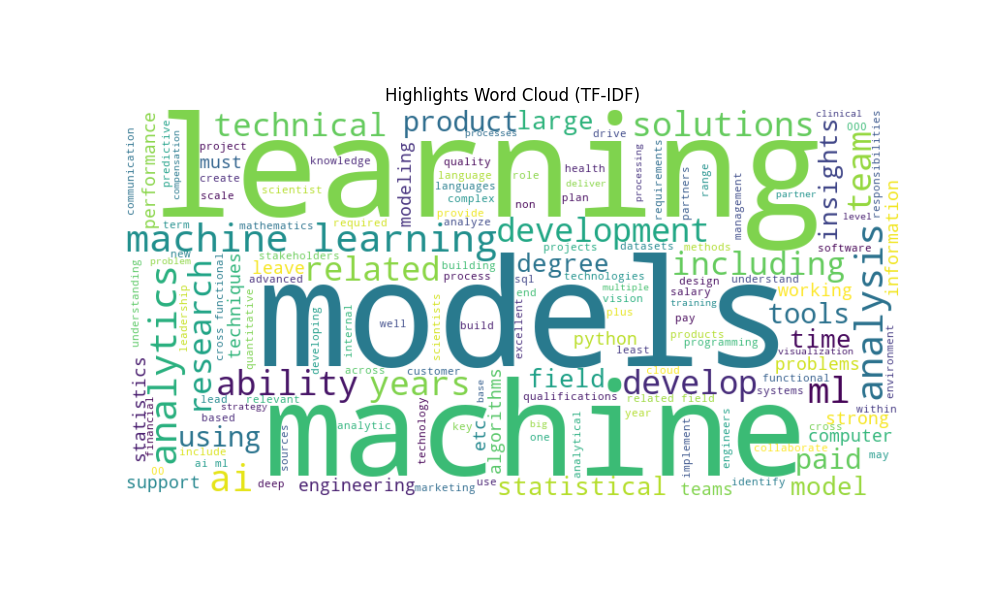 Highlights Word Cloud (TF-IDF)
learning
models
machine
machine learning
technical
product
large
solutions
development
including
related
degree
ability
years
field
develop
ml
time
tools
team
analysis
insights
information
responsibilities
clinical
000
processes
drive
communication
predictive
compensation
performance
project
must
create
scale
knowledge
scientist
modeling
quality
language
languages
complex
role
non
health
deliver
plan
processing
requirements
partners
range
management
partner
level
software
term
mathematics
required
provide
analyze
projects
datasets
methods
new
problem
stakeholders
leave
advanced
building
process
sql
end
technologies
multiple
vision
plus
design
salary
training
pay
understand
working
understanding
analytics
leadership
research
cross functional
techniques
quantitative
developing
internal
well
scientists
build
excellent
python
least
products
programming
visualization
problems
environment
across
customer
cloud
functional
systems
within
statistics
financial
lead
relevant
based
strategy
using
include
ai ml
00
support
ai
sources
deep
engineering
analytic
technology
marketing
key
base
etc
use
algorithms
qualifications
big
one
statistical
analytical
related field
year
teams
implement
engineers
identify
collaborate
cross
strong
computer
paid
may
model